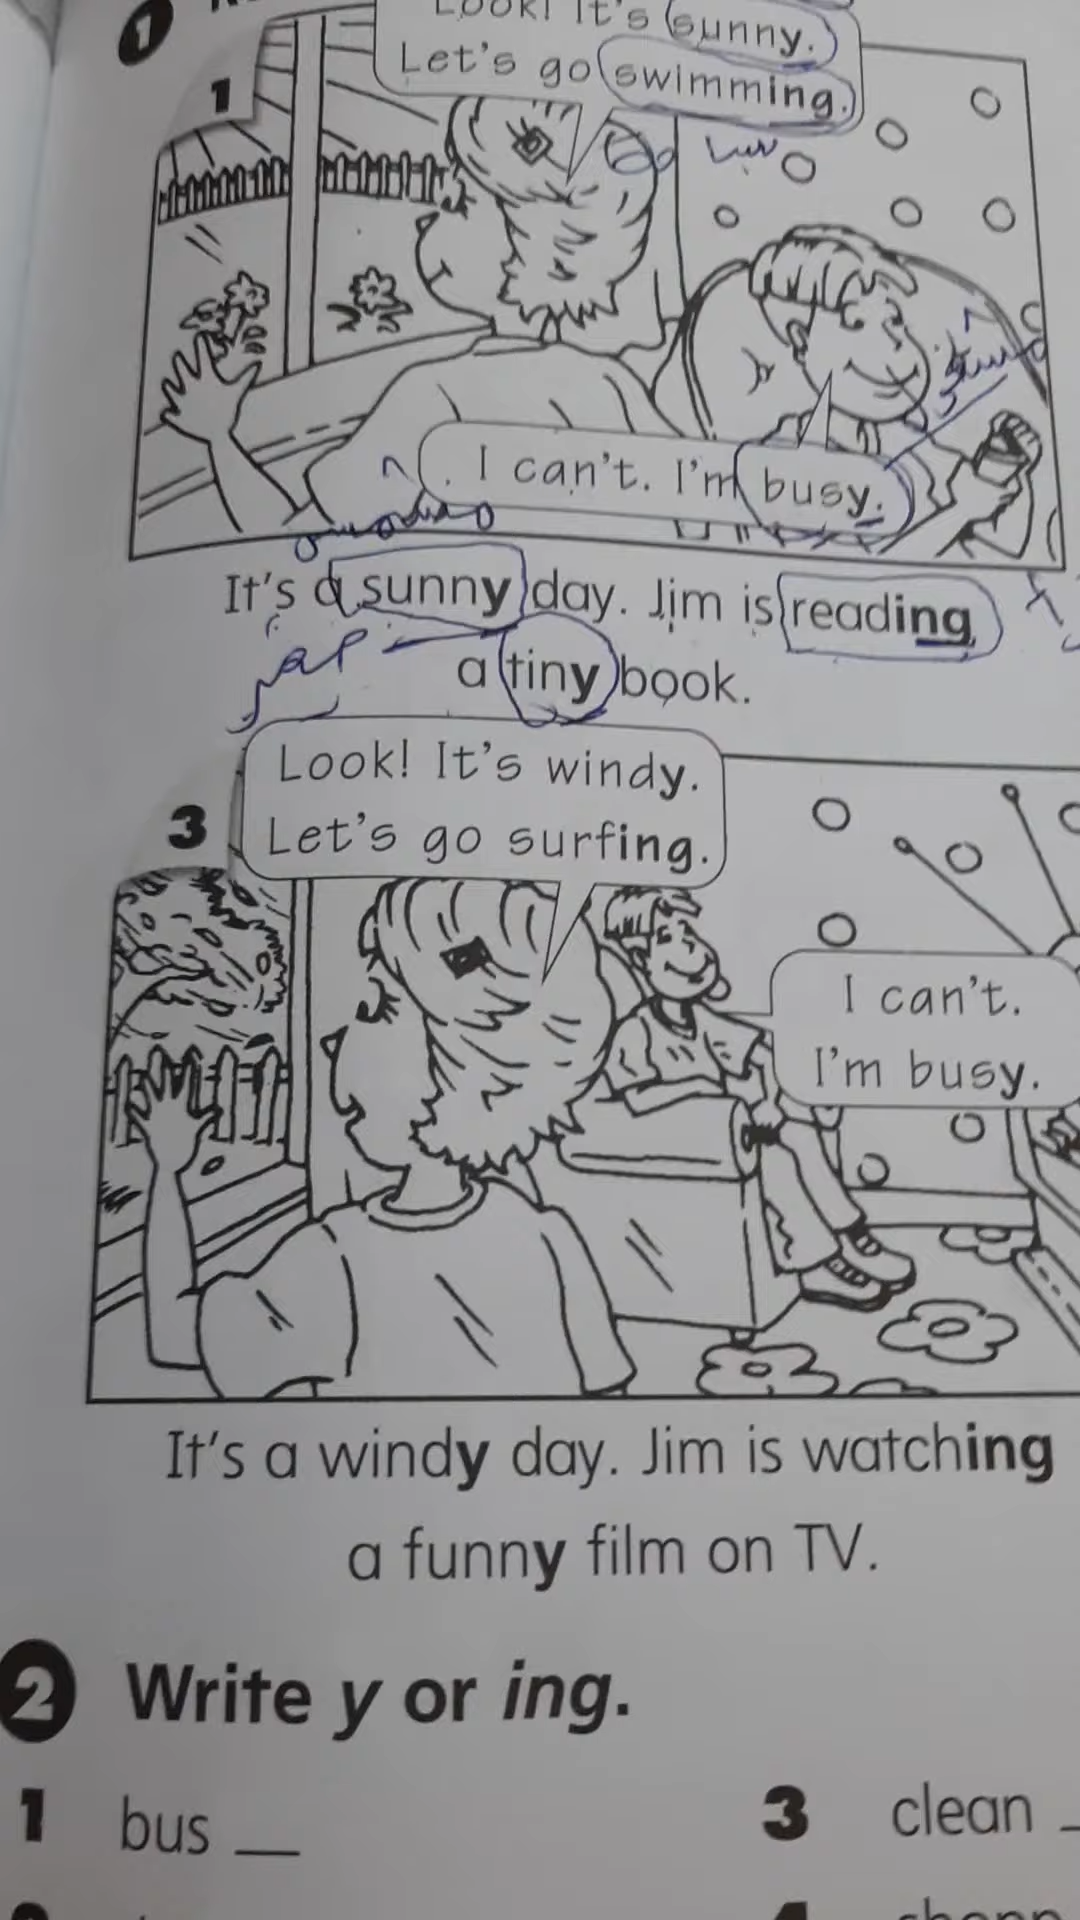 1
Look! It's sunny.
Let's go swimming.
1
I can't. I'm busy.
It's a sunny day. Jim is reading
a tiny book.
3
Look! It's windy.
Let's go surfing.
I can't.
I'm busy.
It's a windy day. Jim is watching
a funny film on TV.
2 Write y or ing.
1 bus __
3 clean _